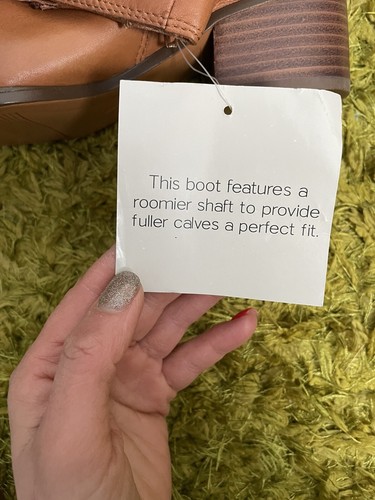 This boot features a
roomier shaft to provide
fuller calves a perfect fit.